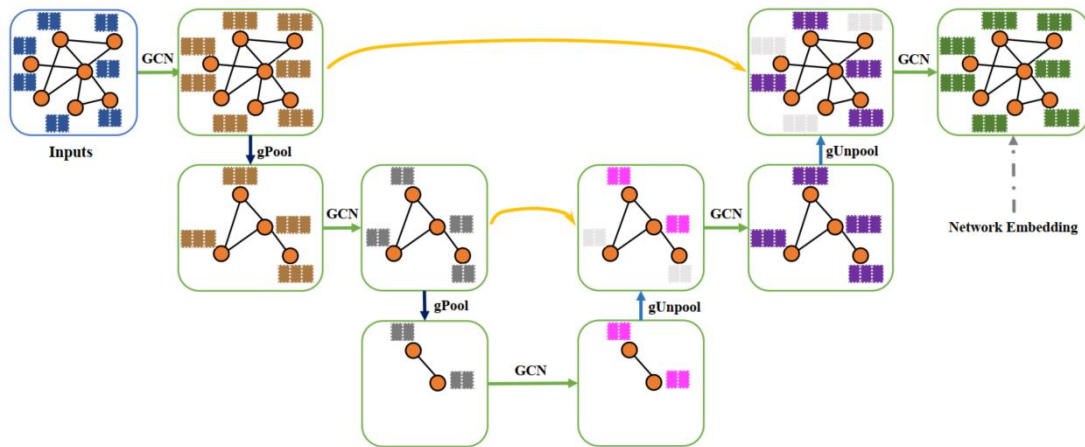 GCN
GCN
Inputs
gPool
gUnpool
GCN
GCN
Network Embedding
gPool
gUnpool
GCN